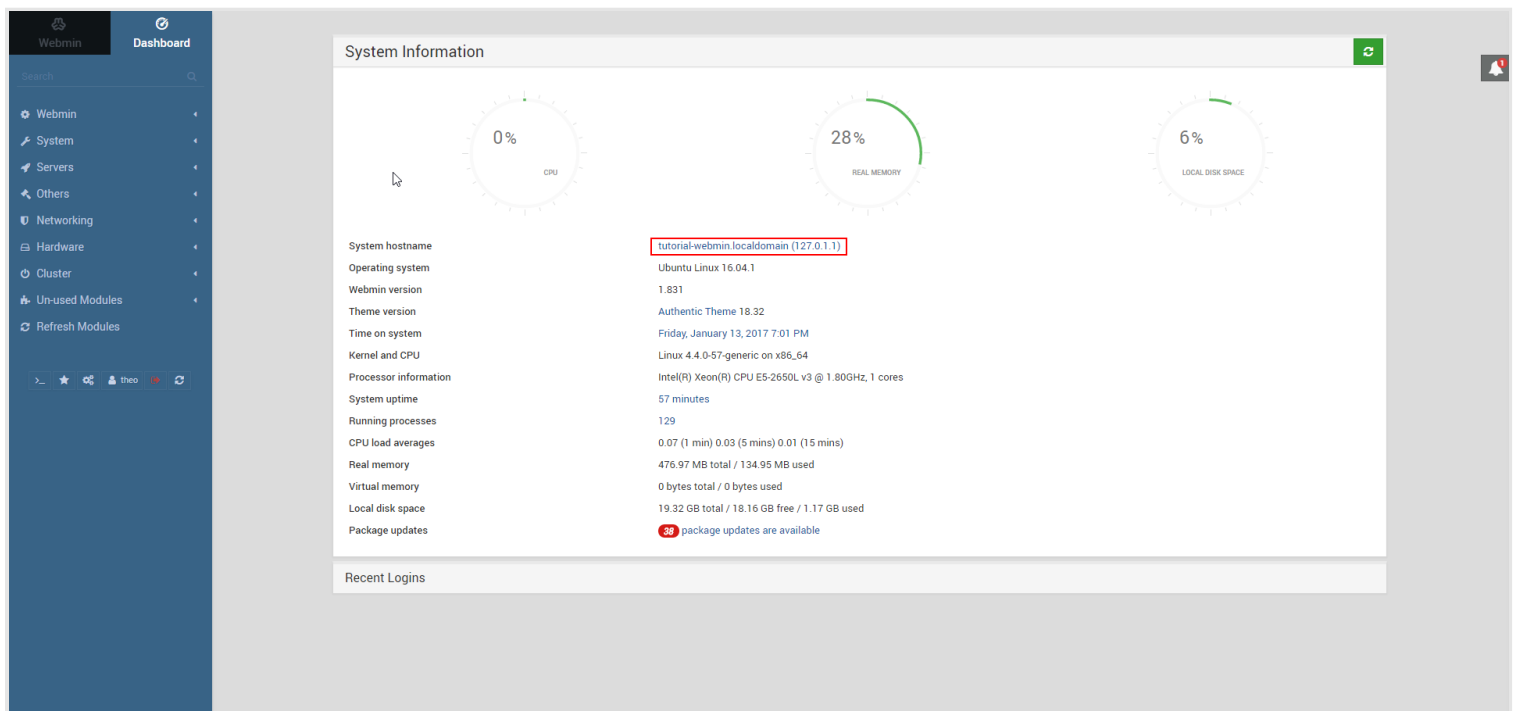 Webmin
Dashboard
Search
Webmin
System
Servers
Others
Networking
Hardware
Cluster
Un-used Modules
Refresh Modules
>_ theo
System Information
1
0%
CPU
28%
REAL MEMORY
6%
LOCAL DISK SPACE
System hostname tutorial-webmin.localdomain (127.0.1.1)
Operating system Ubuntu Linux 16.04.1
Webmin version 1.831
Theme version Authentic Theme 18.32
Time on system Friday, January 13, 2017 7:01 PM
Kernel and CPU Linux 4.4.0-57-generic on x86_64
Processor information Intel(R) Xeon(R) CPU E5-2650L v3 @ 1.80GHz, 1 cores
System uptime 57 minutes
Running processes 129
CPU load averages 0.07 (1 min) 0.03 (5 mins) 0.01 (15 mins)
Real memory 476.97 MB total / 134.95 MB used
Virtual memory 0 bytes total / 0 bytes used
Local disk space 19.32 GB total / 18.16 GB free / 1.17 GB used
Package updates 38 package updates are available
Recent Logins